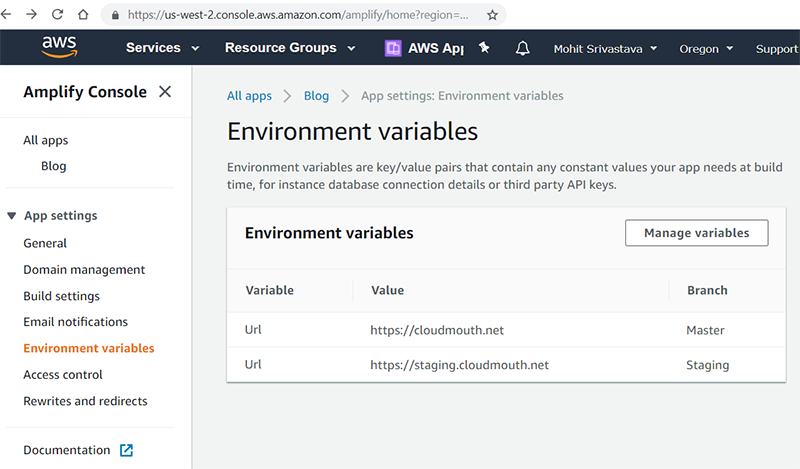 https://us-west-2.console.aws.amazon.com/amplify/home?region=...
aws Services Resource Groups AWS App Mohit Srivastava Oregon Support
Amplify Console
All apps
Blog
App settings
General
Domain management
Build settings
Email notifications
Environment variables
Access control
Rewrites and redirects
Documentation
All apps Blog App settings: Environment variables
Environment variables
Environment variables are key/value pairs that contain any constant values your app needs at build
time, for instance database connection details or third party API keys.
Environment variables Manage variables
Variable Value Branch
Url https://cloudmouth.net Master
Url https://staging.cloudmouth.net Staging